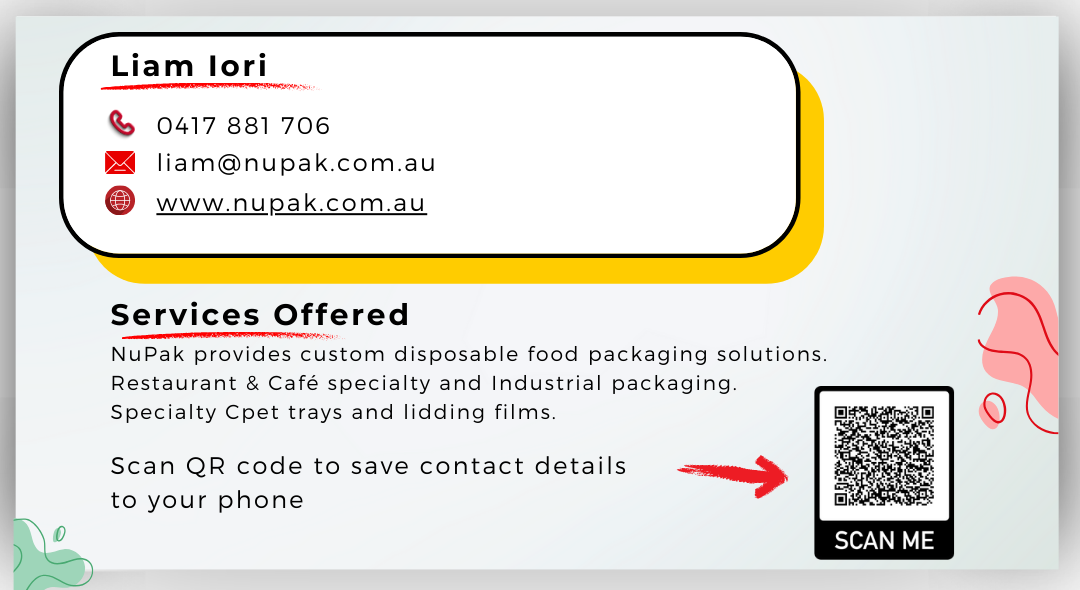 Liam Iori
0417 881 706
liam@nupak.com.au
www.nupak.com.au
Services Offered
NuPak provides custom disposable food packaging solutions.
Restaurant & Café specialty and Industrial packaging.
Specialty Cpet trays and lidding films.
Scan QR code to save contact details
to your phone
SCAN ME